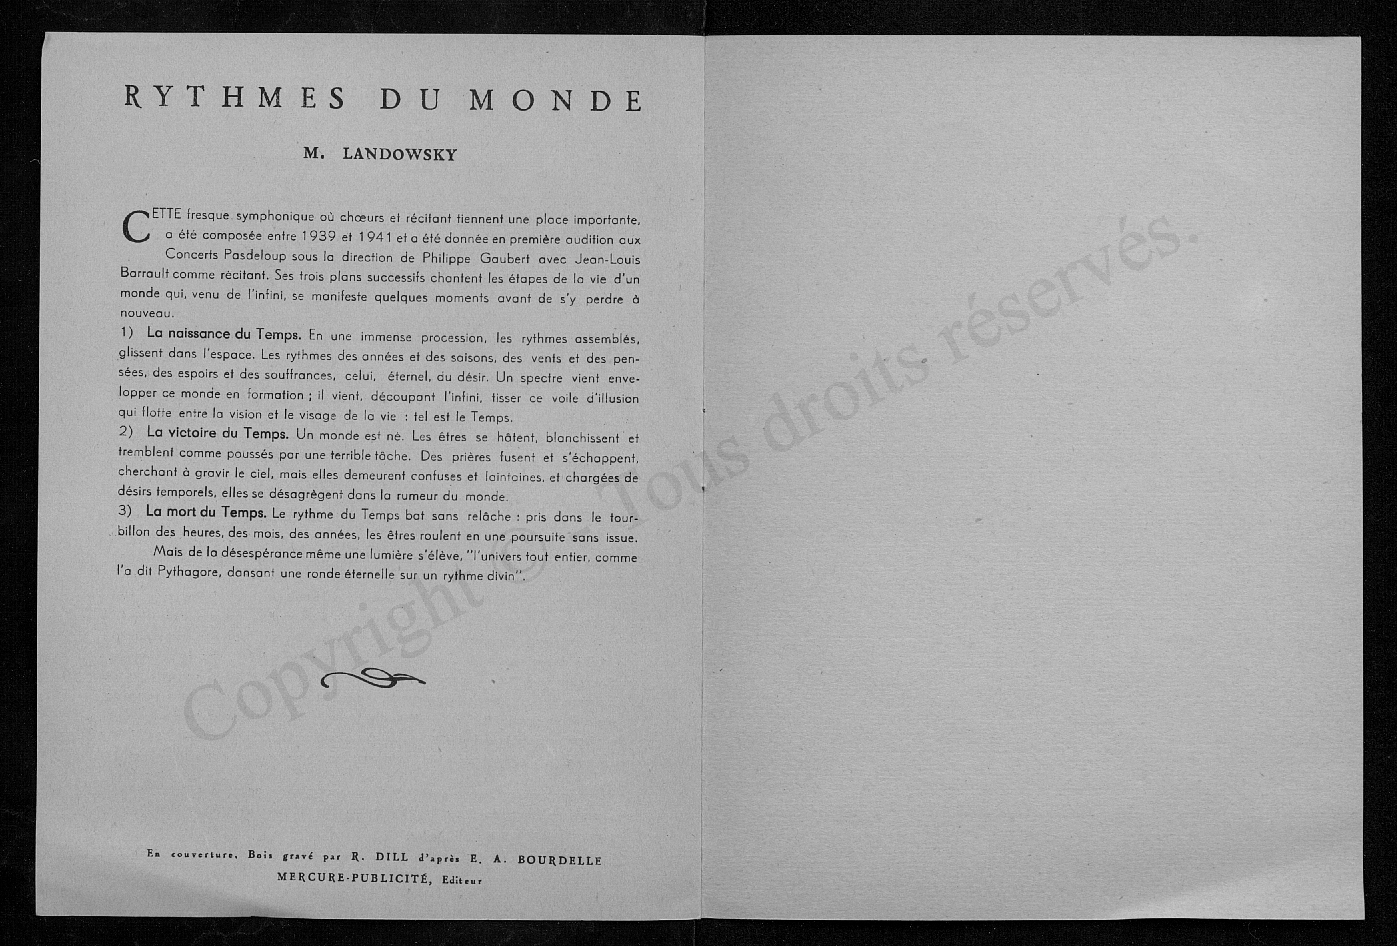 RYTHMES DU MONDE
M. LANDOWSKY
CETTE fresque symphonique où chœurs et récitant tiennent une place importante,
a été composée entre 1939 et 1941 et a été donnée en première audition aux
Concerts Pasdeloup sous la direction de Philippe Gaubert avec Jean-Louis
Barrault comme récitant. Ses trois plans successifs chantent les étapes de la vie d'un
monde qui, venu de l'infini, se manifeste quelques moments avant de s'y perdre à
nouveau.
1) La naissance du Temps. En une immense procession, les rythmes assemblés,
glissent dans l'espace. Les rythmes des années et des saisons, des vents et des pen-
sées, des espoirs et des souffrances, celui, éternel, du désir. Un spectre vient enve-
lopper ce monde en formation ; il vient, découpant l'infini, tisser ce voile d'illusion
qui flotte entre la vision et le visage de la vie : tel est le Temps.
2) La victoire du Temps. Un monde est né. Les êtres se hâtent, blanchissent et
tremblent comme poussés par une terrible tâche. Des prières fusent et s'échappent,
cherchant à gravir le ciel, mais elles demeurent confuses et lointaines, et chargées de
désirs temporels, elles se désagrègent dans la rumeur du monde.
3) La mort du Temps. Le rythme du Temps bat sans relâche : pris dans le tour-
billon des heures, des mois, des années, les êtres roulent en une poursuite sans issue.
Mais de la désespérance même une lumière s'élève, "l'univers tout entier, comme
l'a dit Pythagore, dansant une ronde éternelle sur un rythme divin".
En couverture, Bois gravé par R. DILL d'après E. A. BOURDELLE
MERCURE-PUBLICITÉ, Editeur
Copyright © - Tous droits réservés.